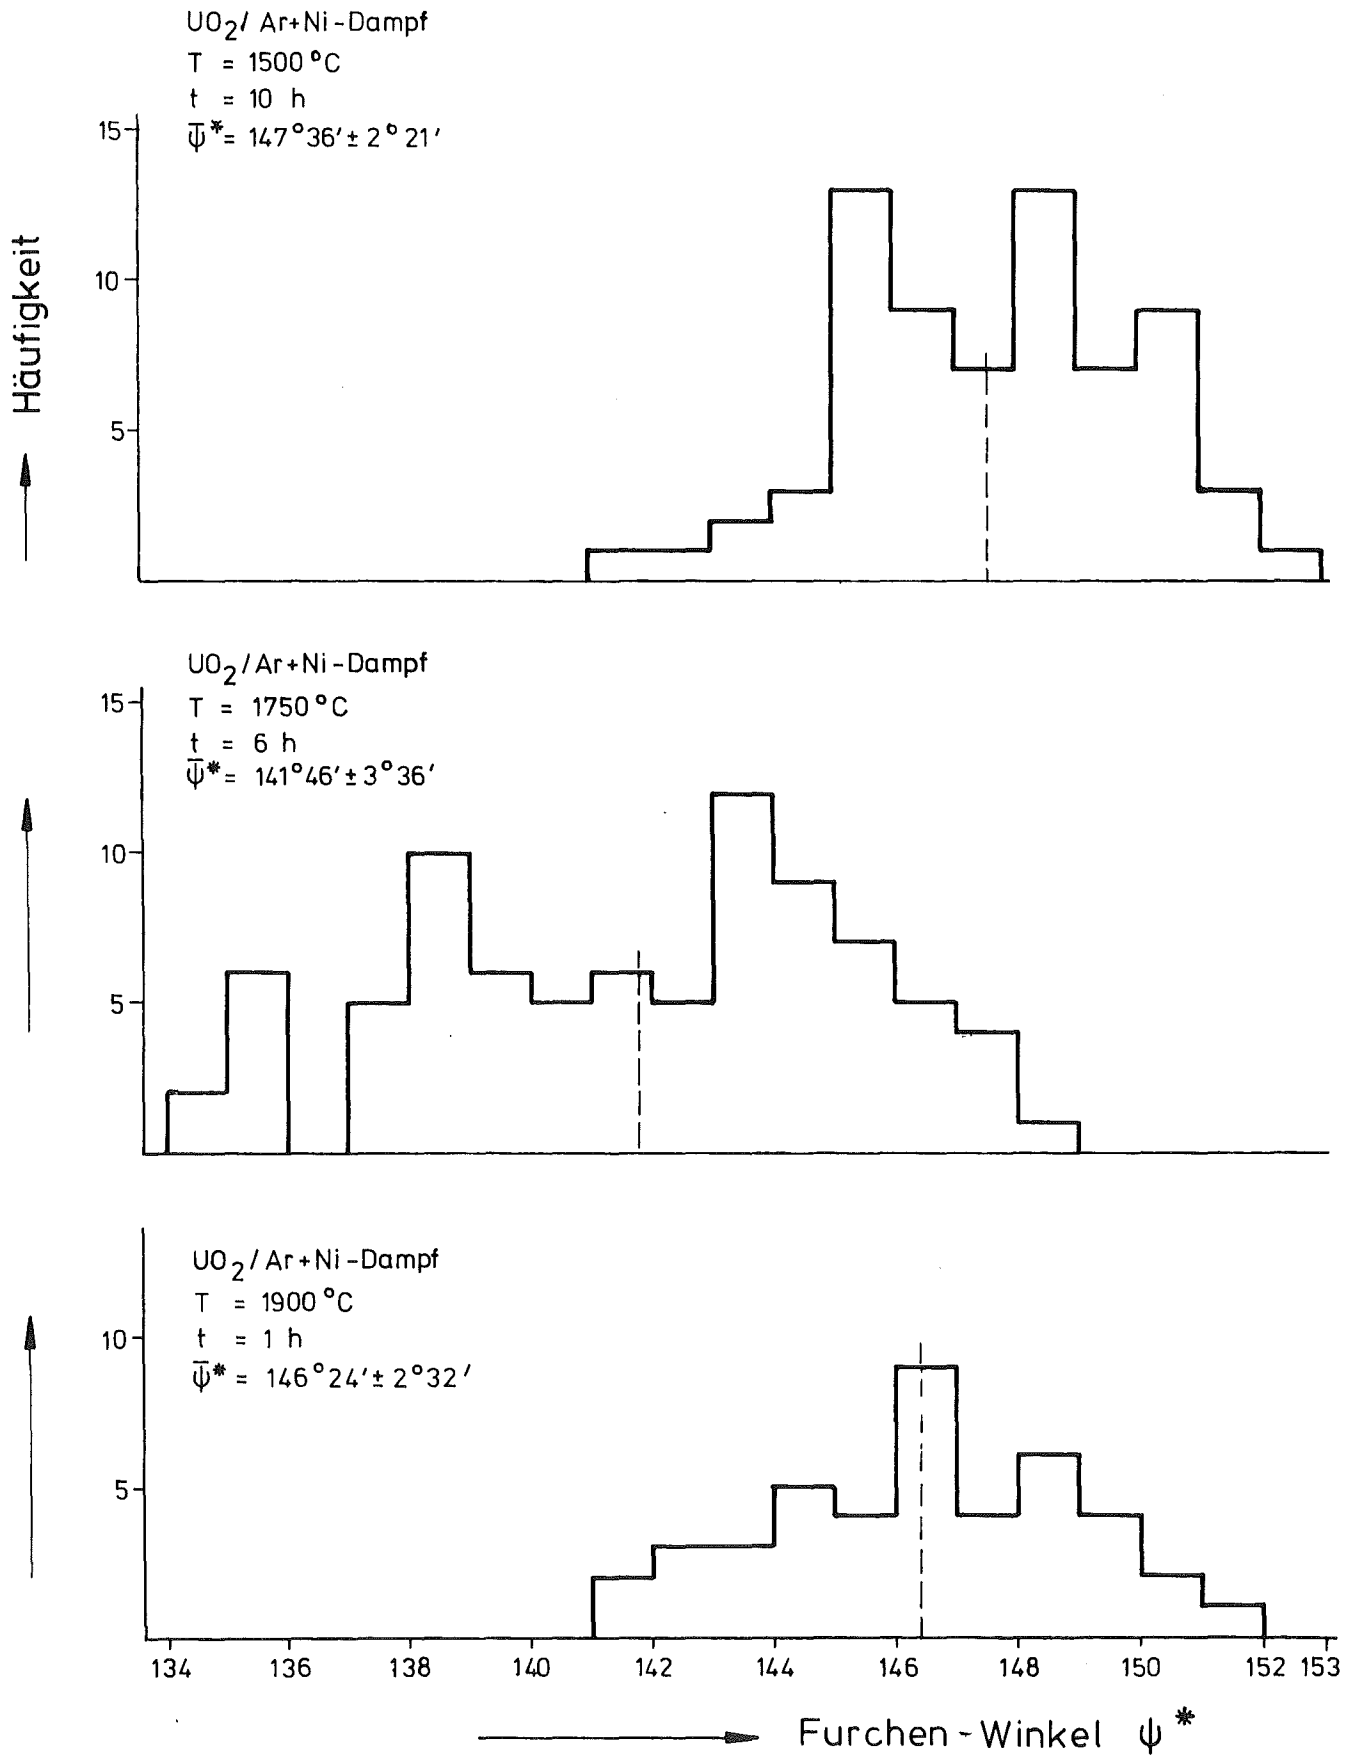 UO2/ Ar+Ni-Dampf
T = 1500°C
t = 10 h
ψ̅* = 147°36′ ± 2°21′
15
10
5
Häufigkeit
UO2/Ar+Ni-Dampf
T = 1750°C
t = 6 h
ψ̅* = 141°46′ ± 3°36′
15
10
5
UO2/Ar+Ni-Dampf
T = 1900°C
t = 1 h
ψ̅* = 146°24′ ± 2°32′
10
5
134 136 138 140 142 144 146 148 150 152 153
Furchen-Winkel ψ*